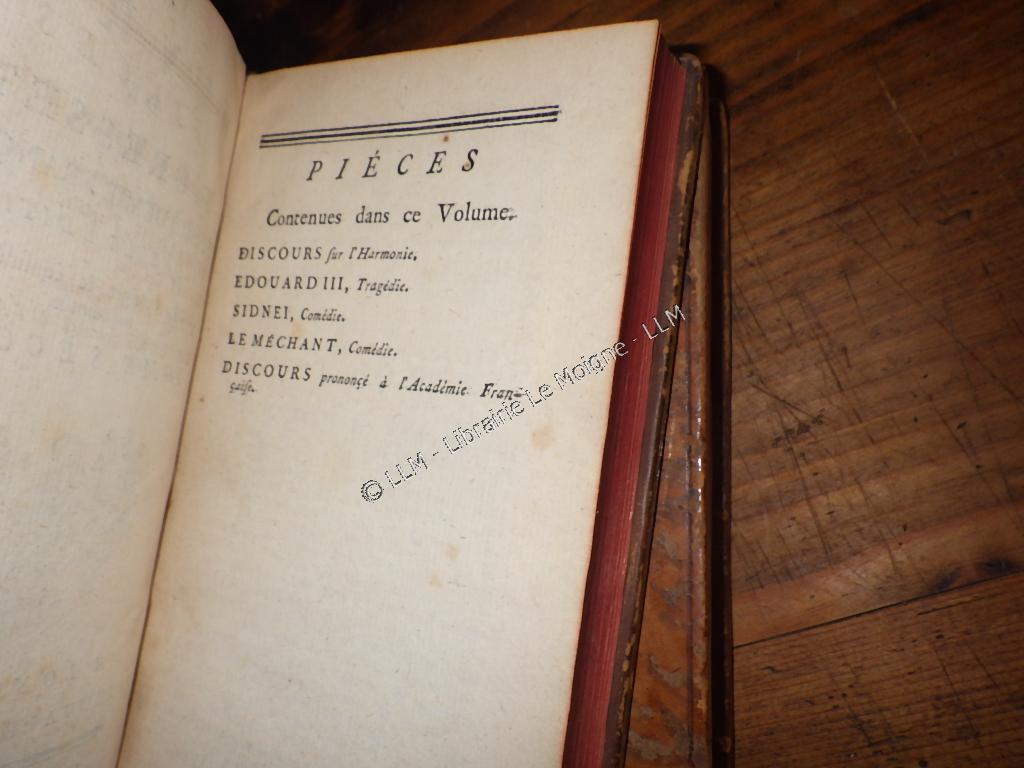 PIÉCES
Contenues dans ce Volume.
DISCOURS sur l'Harmonie.
EDOUARD III, Tragédie.
SIDNEI, Comédie.
LE MÉCHANT, Comédie.
DISCOURS prononcé à l'Académie Fran-
çaise.
© LLM - Librairie Le Moigne - LLM